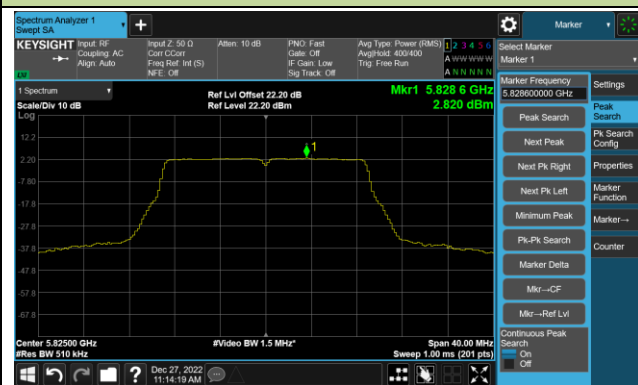 Spectrum Analyzer 1
Swept SA
Marker
KEYSIGHT
Input: RF
Coupling: AC
Align: Auto
Input Z: 50 Ω
Corr CCorr
Freq Ref: Int (S)
NFE: Off
Atten: 10 dB
PNO: Fast
Gate: Off
IF Gain: Low
Sig Track: Off
Avg Type: Power (RMS)
Avg|Hold: 400/400
Trig: Free Run
1 2 3 4 5 6
A W W W W W
A N N N N N
Select Marker
Marker 1
1 Spectrum
Scale/Div 10 dB
Log
Ref Lvl Offset 22.20 dB
Ref Level 22.20 dBm
Mkr1 5.828 6 GHz
2.820 dBm
12.2
2.20
-7.80
-17.8
-27.8
-37.8
-47.8
-57.8
-67.8
1
Center 5.82500 GHz
#Res BW 510 kHz
#Video BW 1.5 MHz*
Span 40.00 MHz
Sweep 1.00 ms (201 pts)
Marker Frequency
5.828600000 GHz
Peak Search
Next Peak
Next Pk Right
Next Pk Left
Minimum Peak
Pk-Pk Search
Marker Delta
Mkr→CF
Mkr→Ref Lvl
Continuous Peak
Search
On
Off
Settings
Peak
Search
Pk Search
Config
Properties
Marker
Function
Marker→
Counter
Dec 27, 2022
11:14:19 AM